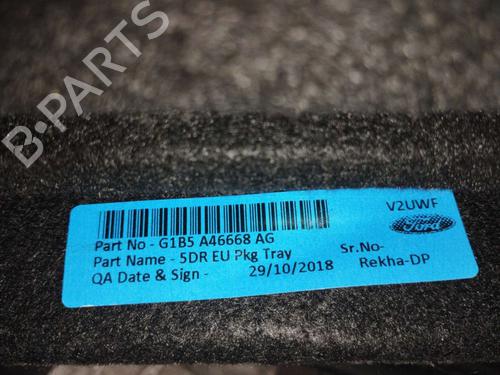 B-PARTS
V2UWF
Ford
Part No - G1B5 A46668 AG
Part Name - 5DR EU Pkg Tray
Sr.No-
QA Date & Sign - 29/10/2018 Rekha-DP